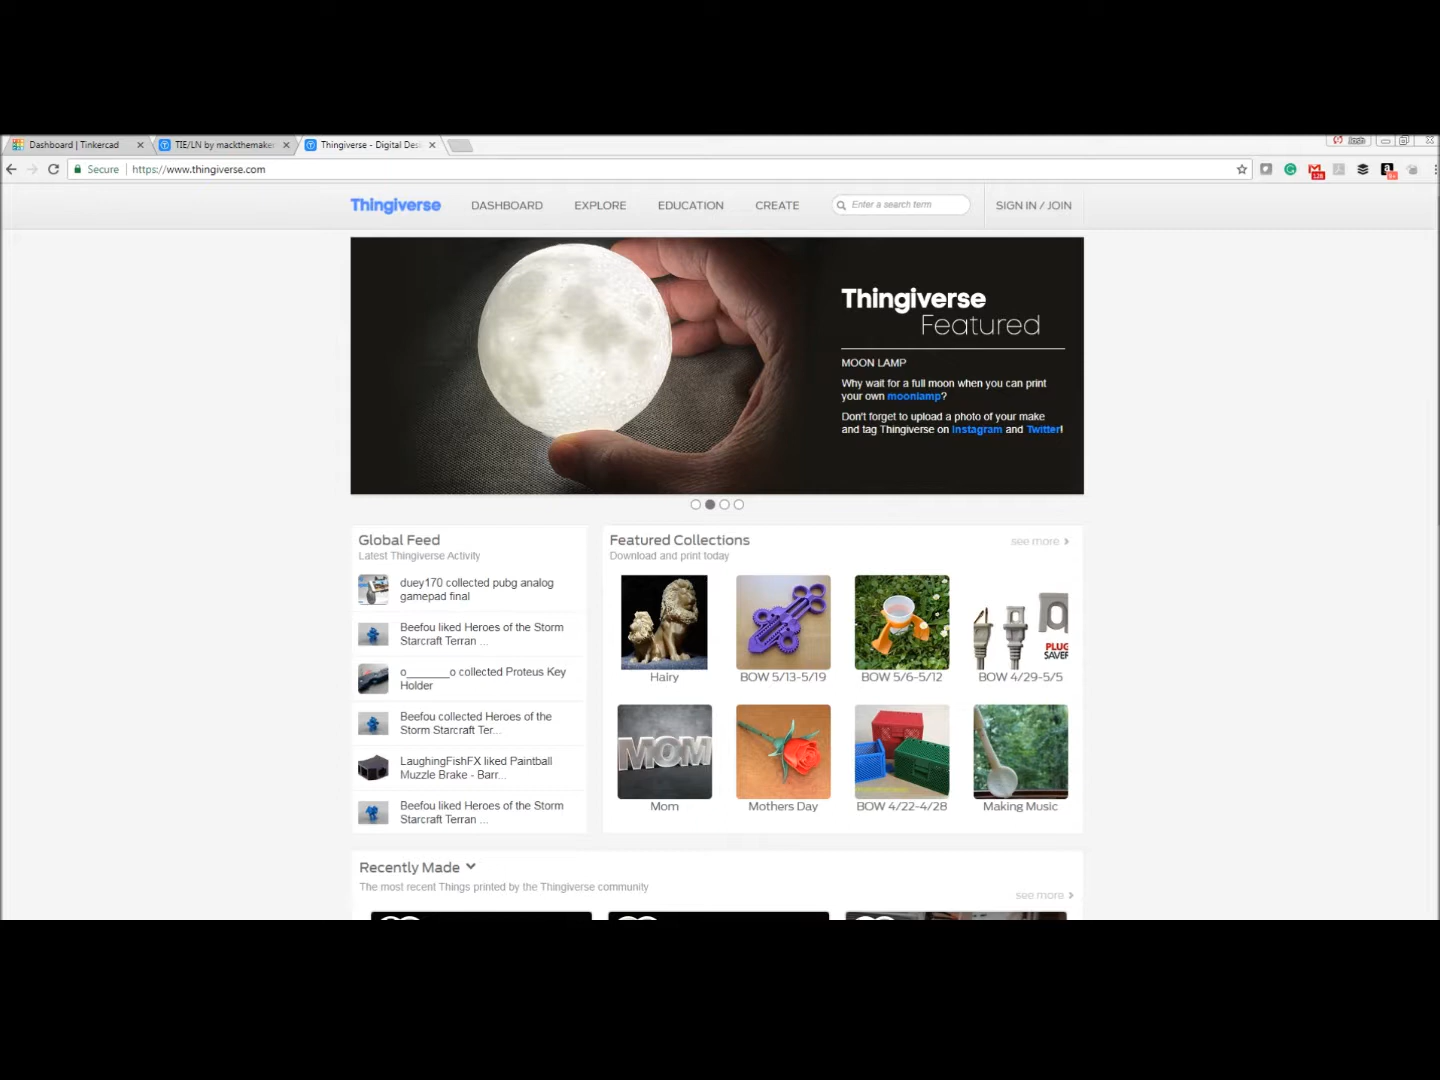 Dashboard | Tinkercad
TIE/LN by mackthemaker
Thingiverse - Digital Des
Secure
https://www.thingiverse.com
Thingiverse
DASHBOARD
EXPLORE
EDUCATION
CREATE
Enter a search term
SIGN IN / JOIN
Thingiverse
Featured
MOON LAMP
Why wait for a full moon when you can print
your own moonlamp?
Don't forget to upload a photo of your make
and tag Thingiverse on Instagram and Twitter!
Global Feed
Latest Thingiverse Activity
duey170 collected pubg analog
gamepad final
Beefou liked Heroes of the Storm
Starcraft Terran ...
o________o collected Proteus Key
Holder
Beefou collected Heroes of the
Storm Starcraft Ter...
LaughingFishFX liked Paintball
Muzzle Brake - Barr...
Beefou liked Heroes of the Storm
Starcraft Terran ...
Featured Collections
see more
Download and print today
PLUG
SAVER
Hairy
BOW 5/13-5/19
BOW 5/6-5/12
BOW 4/29-5/5
MOM
Mom
Mothers Day
BOW 4/22-4/28
Making Music
Recently Made
The most recent Things printed by the Thingiverse community
see more